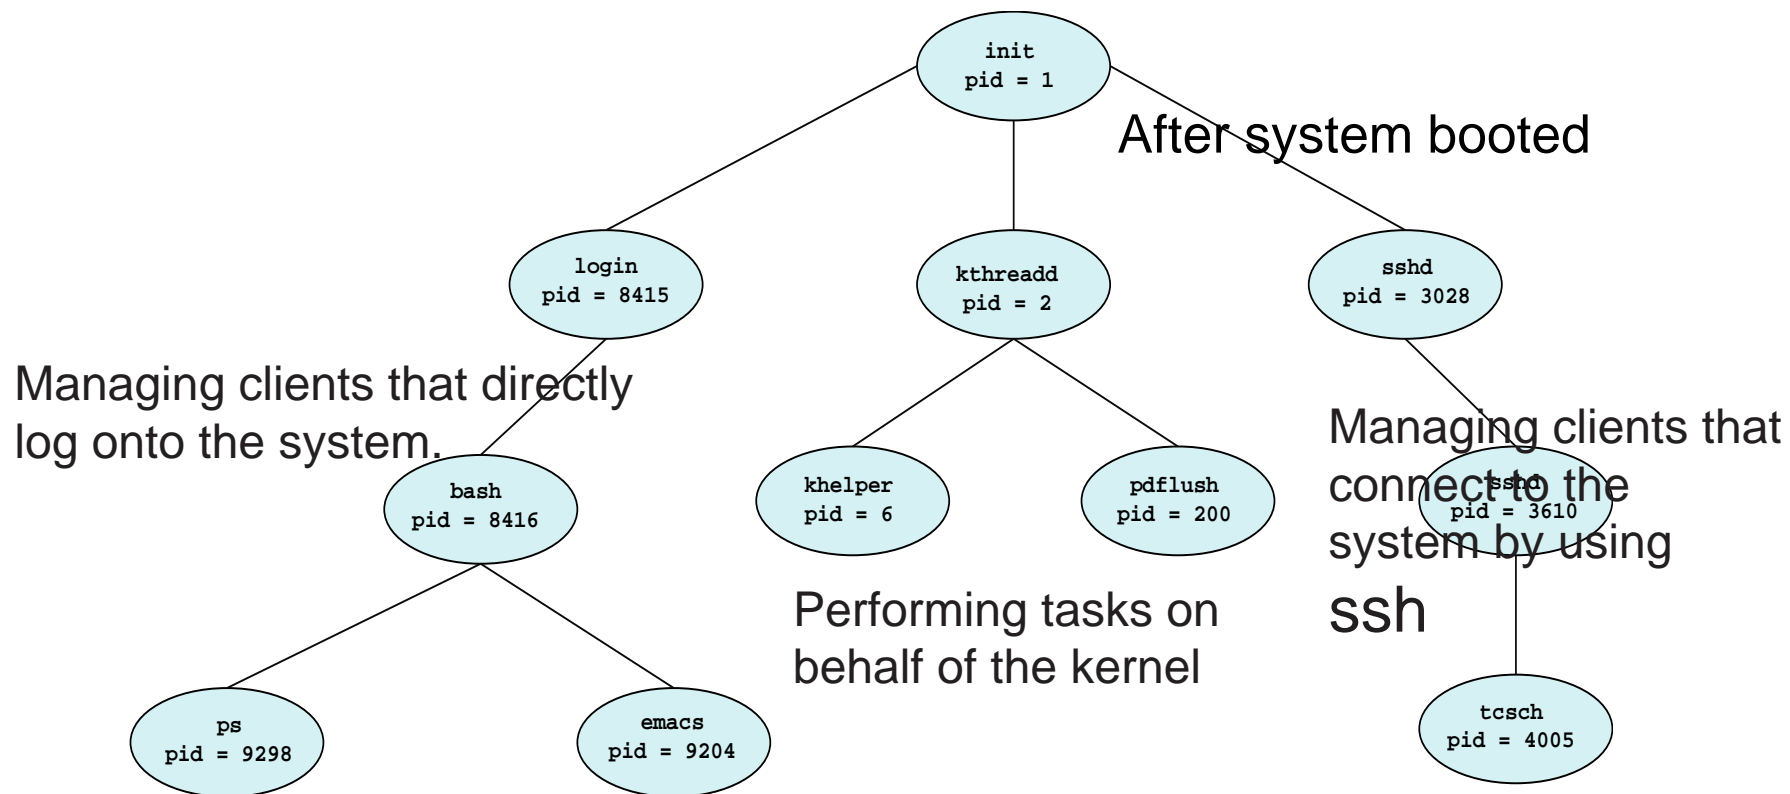 init
pid = 1
After system booted
login
pid = 8415
kthreadd
pid = 2
sshd
pid = 3028
Managing clients that directly
log onto the system.
bash
pid = 8416
khelper
pid = 6
pdflush
pid = 200
Managing clients that
connect to the
system by using
ssh
sshd
pid = 3610
Performing tasks on
behalf of the kernel
ps
pid = 9298
emacs
pid = 9204
tcsch
pid = 4005